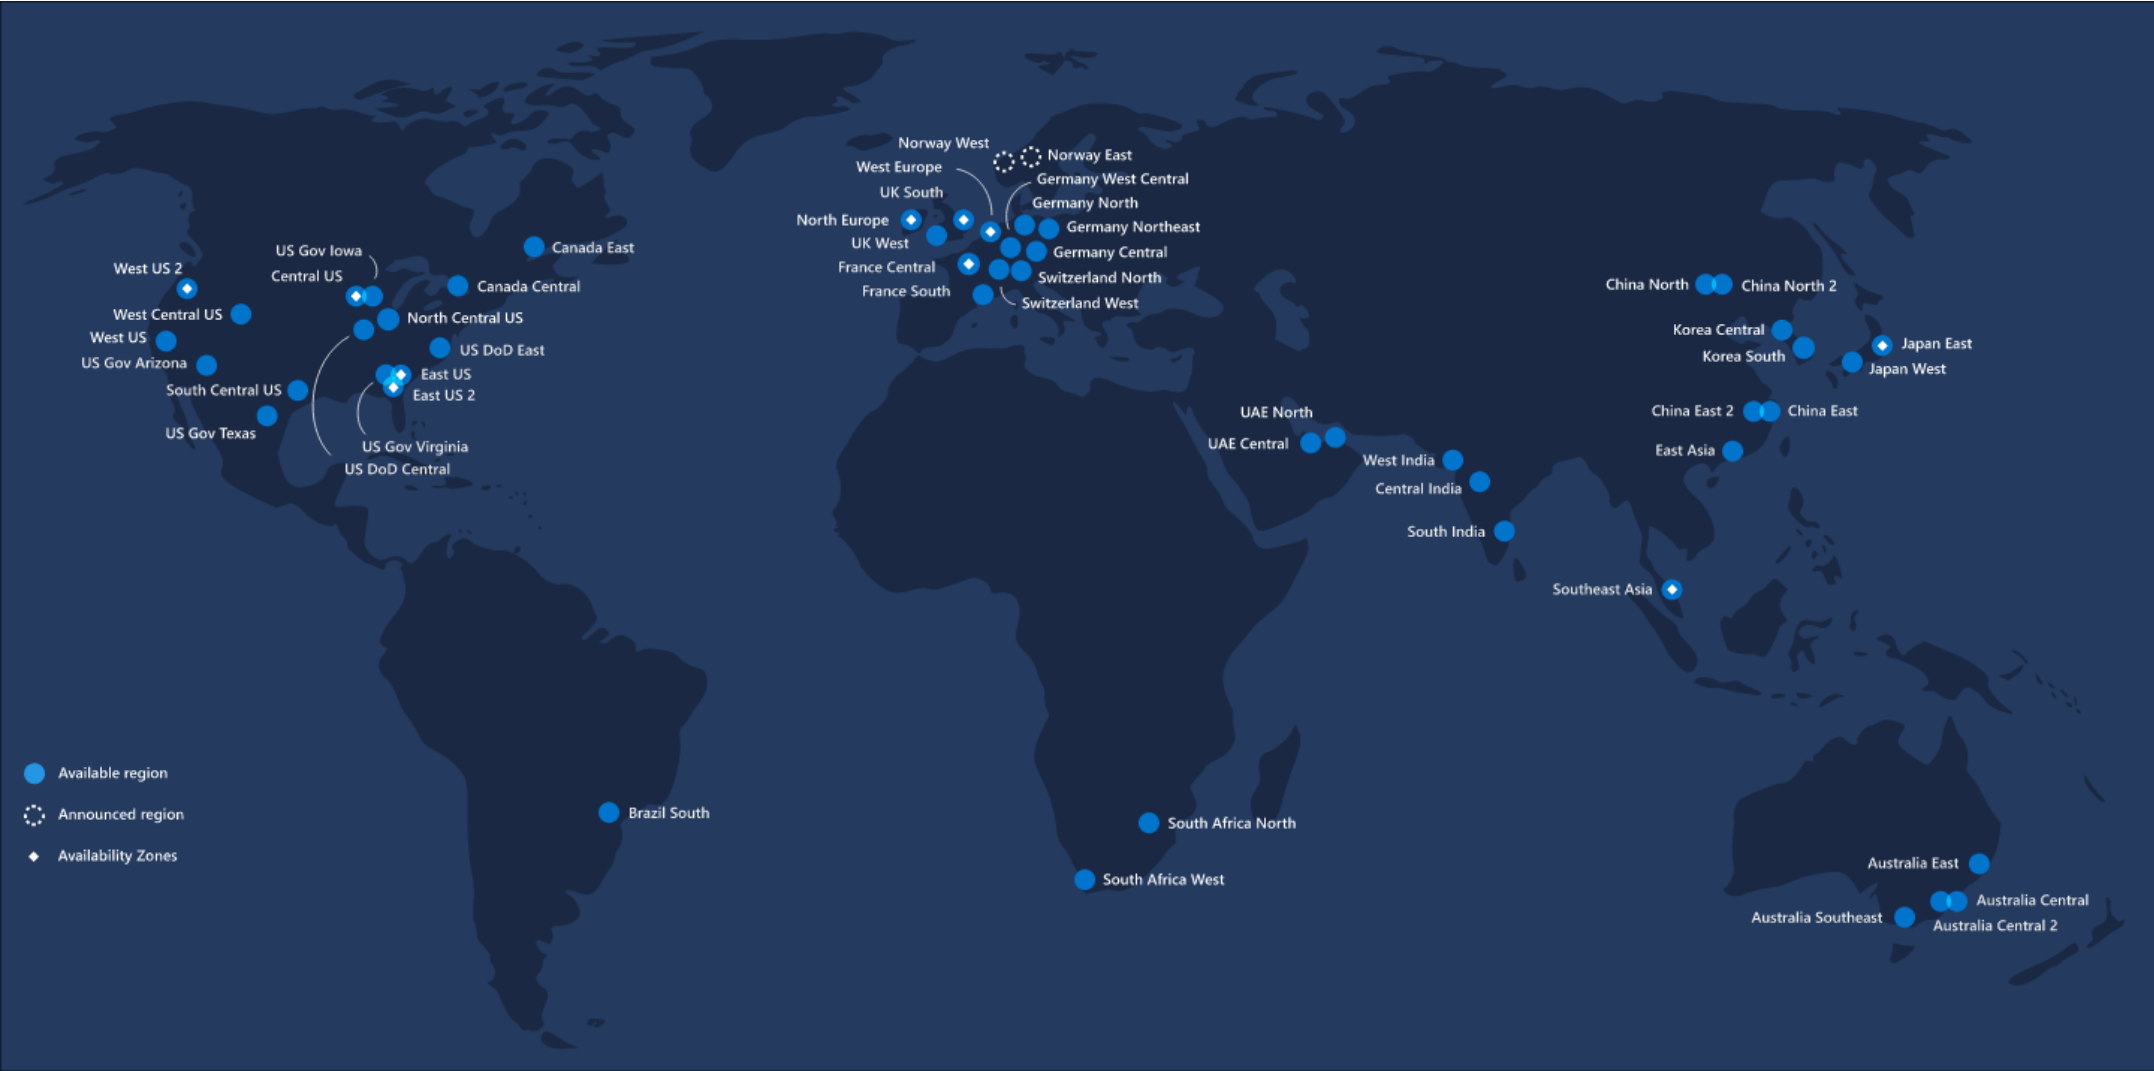 Norway West
Norway East
West Europe
Germany West Central
UK South
Germany North
North Europe
Germany Northeast
UK West
Germany Central
France Central
Switzerland North
France South
Switzerland West
US Gov Iowa
Canada East
West US 2
Central US
Canada Central
West Central US
North Central US
West US
US DoD East
US Gov Arizona
East US
South Central US
East US 2
US Gov Texas
US Gov Virginia
US DoD Central
China North
China North 2
Korea Central
Japan East
Korea South
Japan West
UAE North
China East 2
China East
UAE Central
East Asia
West India
Central India
South India
Southeast Asia
Available region
Announced region
Availability Zones
Brazil South
South Africa North
South Africa West
Australia East
Australia Central
Australia Southeast
Australia Central 2